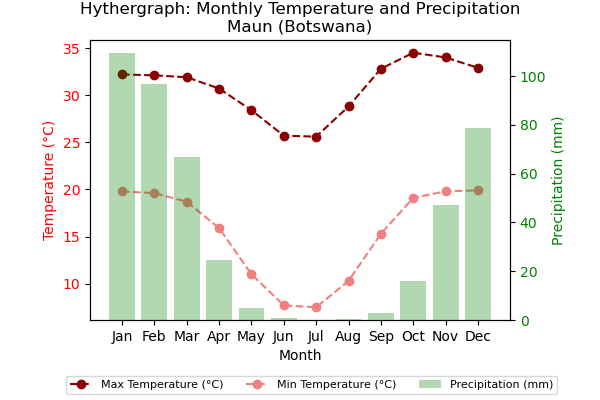 Hythergraph: Monthly Temperature and Precipitation
Maun (Botswana)
Temperature (°C)
35
30
25
20
15
10
Precipitation (mm)
100
80
60
40
20
0
Jan Feb Mar Apr May Jun Jul Aug Sep Oct Nov Dec
Month
Max Temperature (°C) Min Temperature (°C) Precipitation (mm)